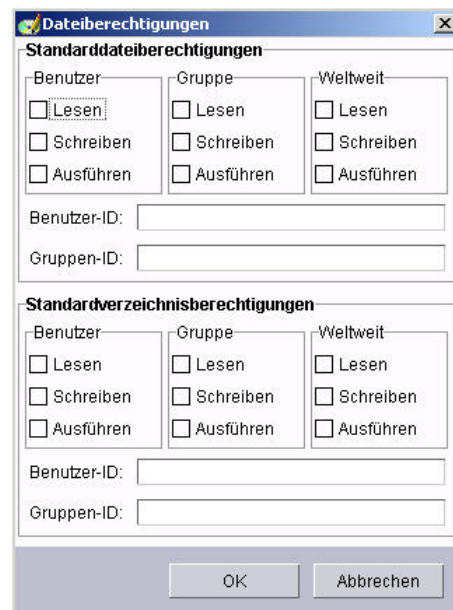 Dateiberechtigungen
Standarddateiberechtigungen
Benutzer Gruppe Weltweit
Lesen Lesen Lesen
Schreiben Schreiben Schreiben
Ausführen Ausführen Ausführen
Benutzer-ID:
Gruppen-ID:
Standardverzeichnisberechtigungen
Benutzer Gruppe Weltweit
Lesen Lesen Lesen
Schreiben Schreiben Schreiben
Ausführen Ausführen Ausführen
Benutzer-ID:
Gruppen-ID:
OK Abbrechen